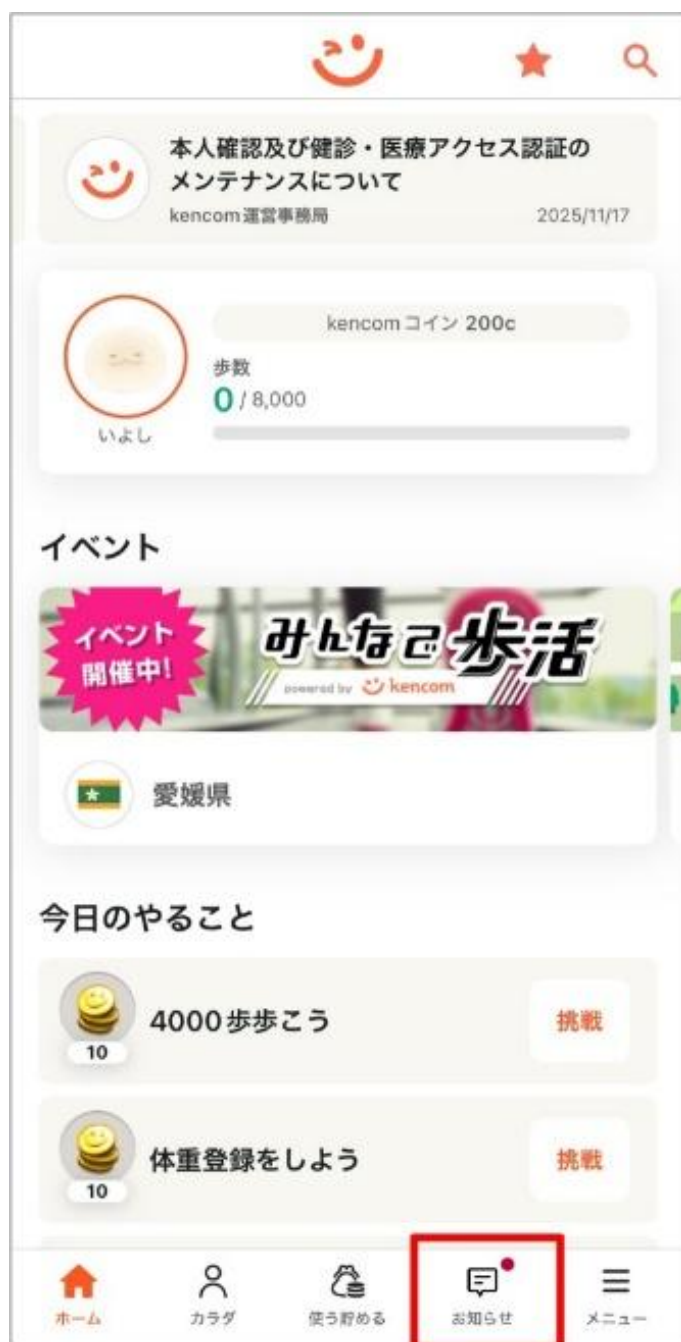 本人確認及び健診・医療アクセス認証の
メンテナンスについて
kencom運営事務局 2025/11/17
kencomコイン 200c
歩数
0 / 8,000
いよし
イベント
イベント
開催中!
みんなで歩活
powered by kencom
愛媛県
今日のやること
10
4000歩歩こう
挑戦
10
体重登録をしよう
挑戦
ホーム カラダ 使う貯める お知らせ メニュー